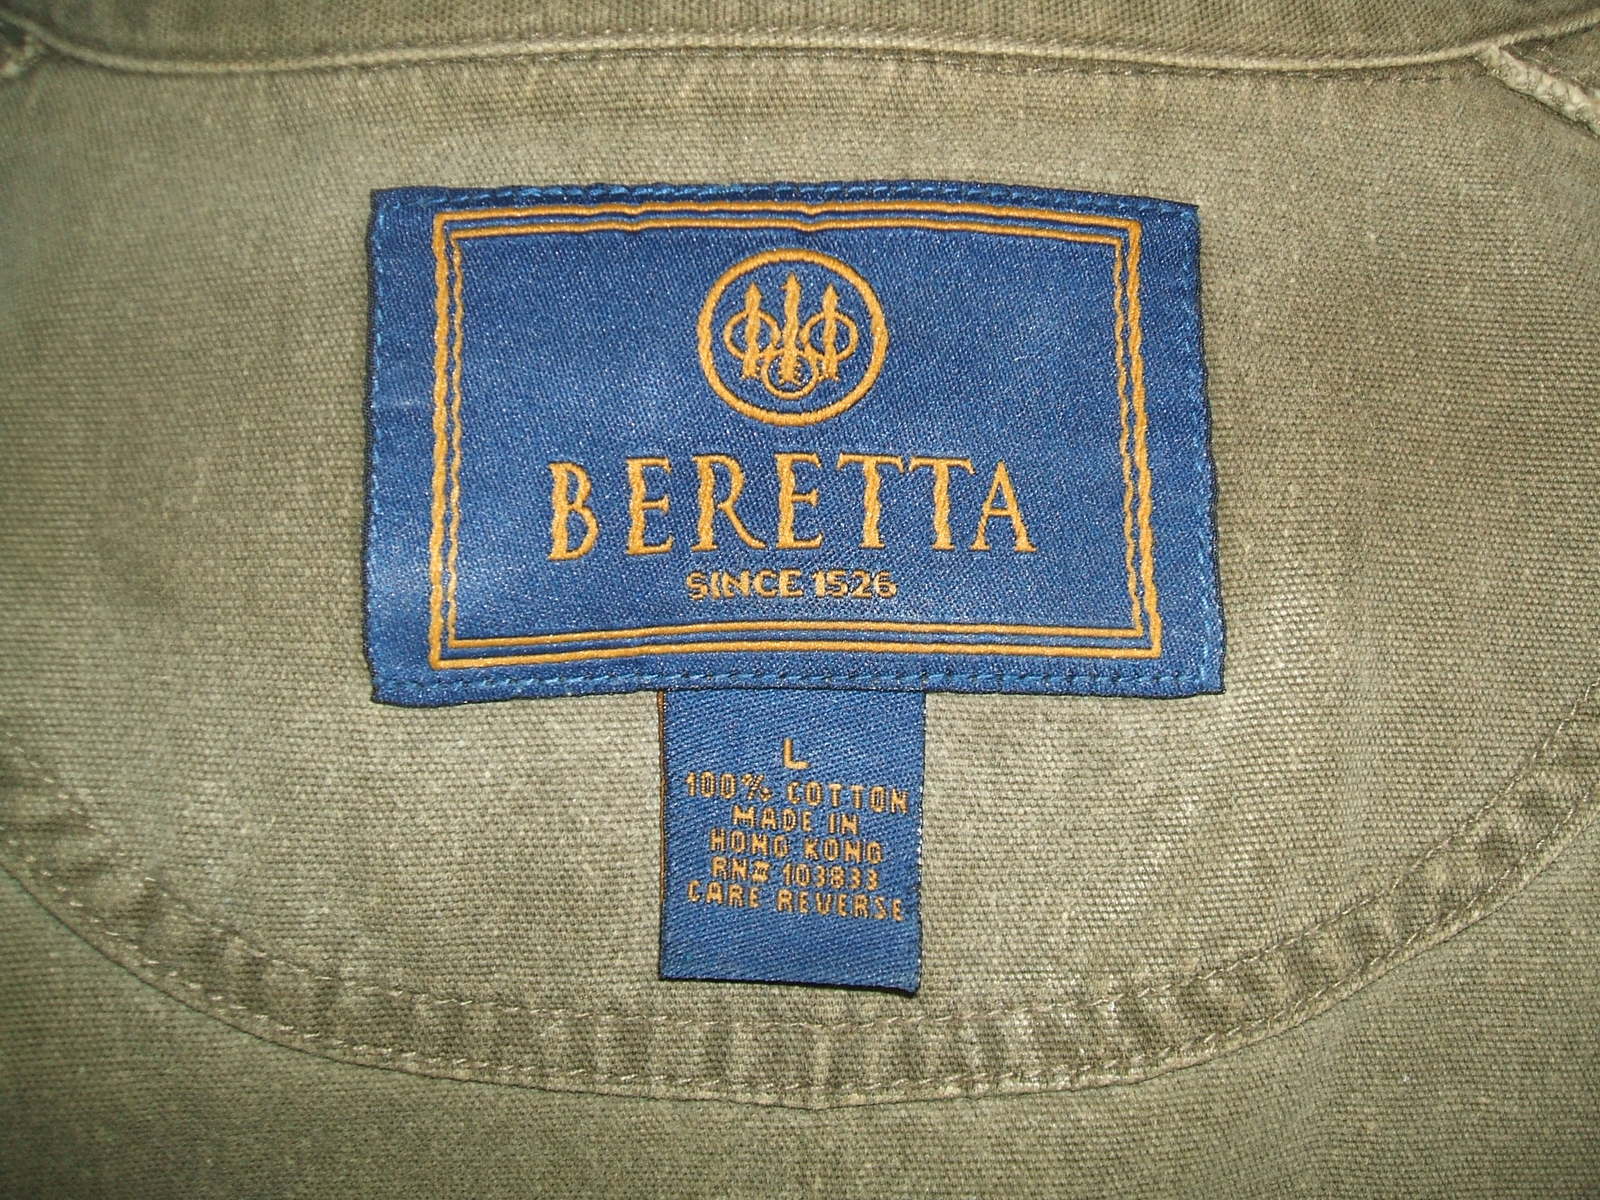 BERETTA
SINCE 1526
L
100% COTTON
MADE IN
HONG KONG
RN# 103833
CARE REVERSE